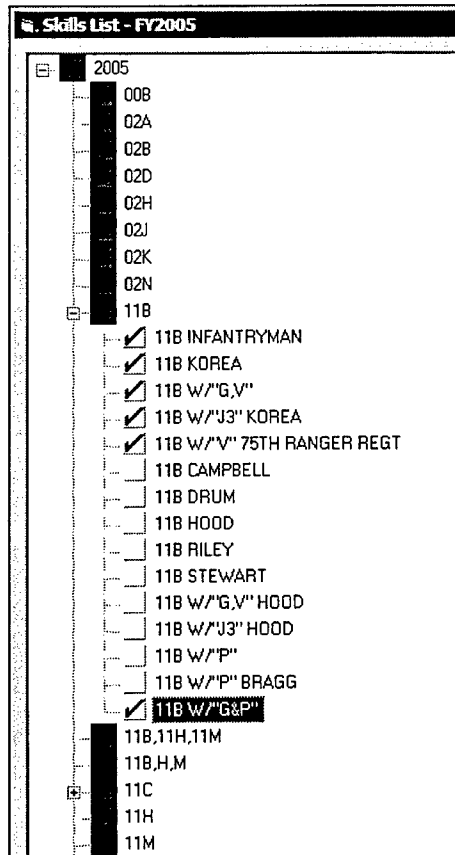 Skills List - FY2005
2005
00B
02A
02B
02D
02H
02J
02K
02N
11B
11B INFANTRYMAN
11B KOREA
11B W/"G,V"
11B W/"J3" KOREA
11B W/"V" 75TH RANGER REGT
11B CAMPBELL
11B DRUM
11B HOOD
11B RILEY
11B STEWART
11B W/"G,V" HOOD
11B W/"J3" HOOD
11B W/"P"
11B W/"P" BRAGG
11B W/"G&P"
11B,11H,11M
11B,H,M
11C
11H
11M